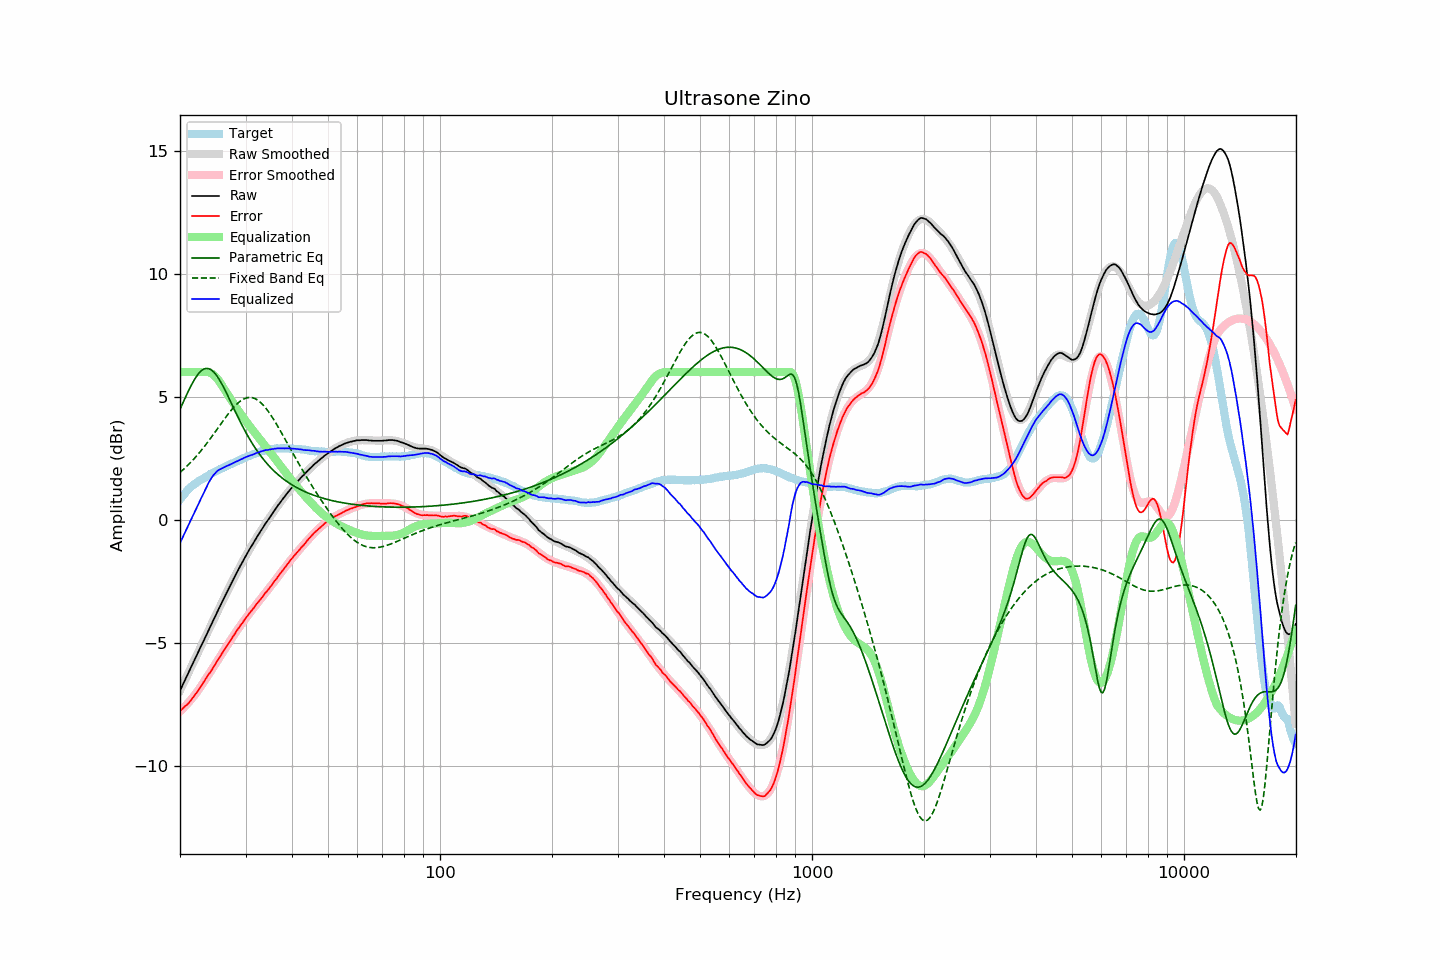 Ultrasone Zino
Target
Raw Smoothed
Error Smoothed
Raw
Error
Equalization
Parametric Eq
Fixed Band Eq
Equalized
15
10
5
0
−5
−10
Amplitude (dBr)
100
1000
10000
Frequency (Hz)